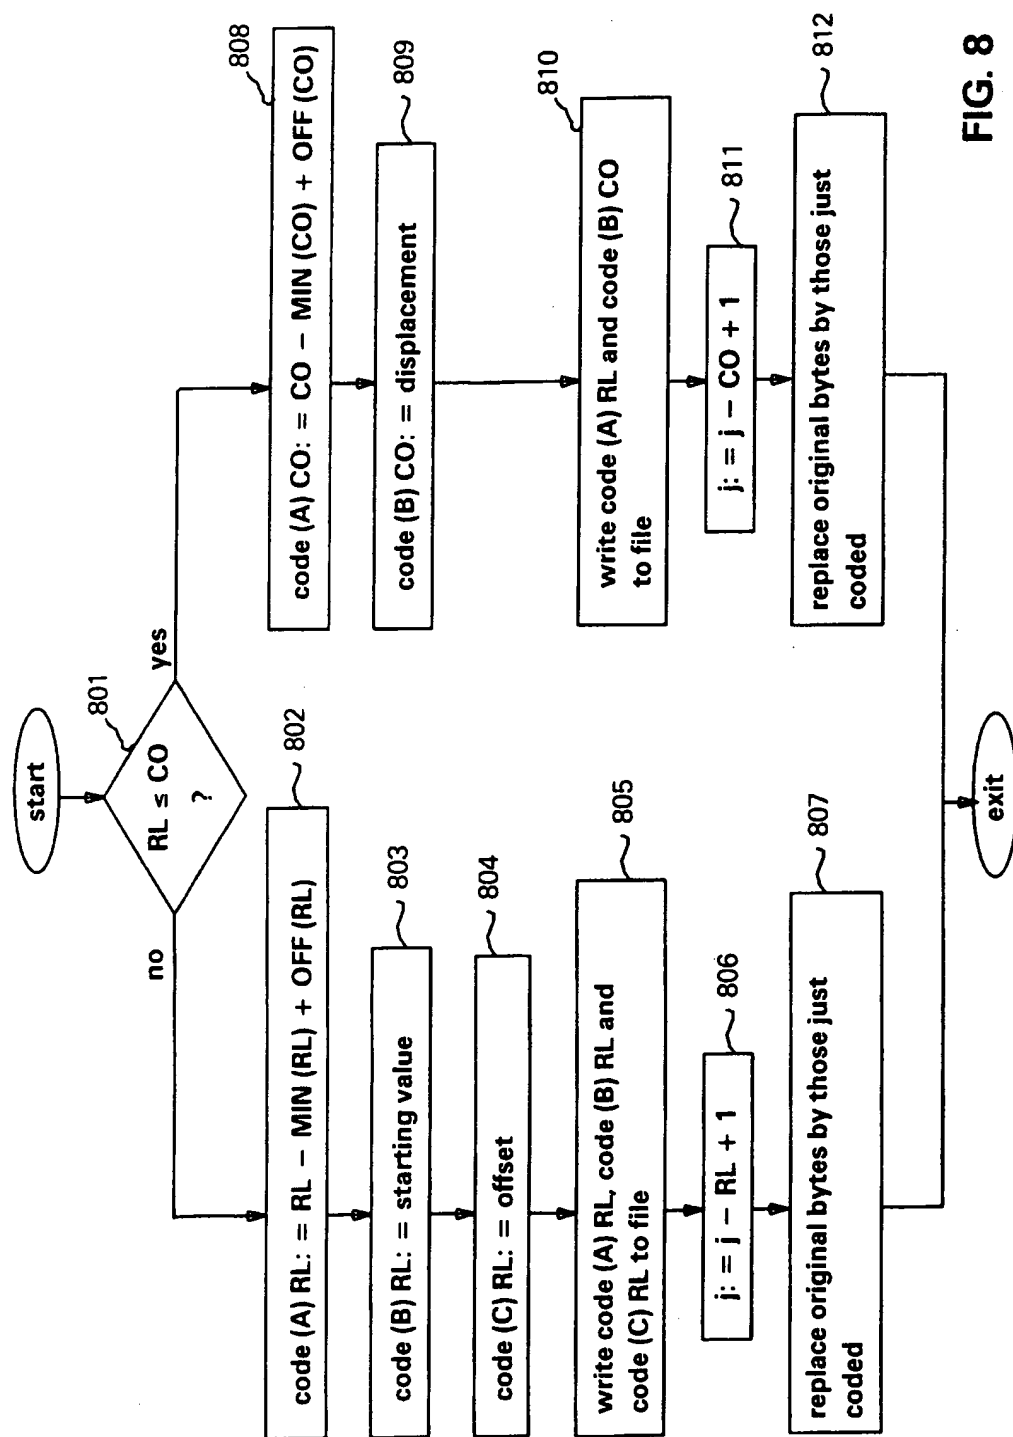 start
801
RL ≤ CO
?
no
yes
code (A) RL: = RL – MIN (RL) + OFF (RL)
802
code (B) RL: = starting value
803
code (C) RL: = offset
804
write code (A) RL, code (B) RL and
code (C) RL to file
805
j: = j – RL + 1
806
replace original bytes by those just
coded
807
code (A) CO: = CO – MIN (CO) + OFF (CO)
808
code (B) CO: = displacement
809
write code (A) RL and code (B) CO
to file
810
j: = j – CO + 1
811
replace original bytes by those just
coded
812
exit
FIG. 8